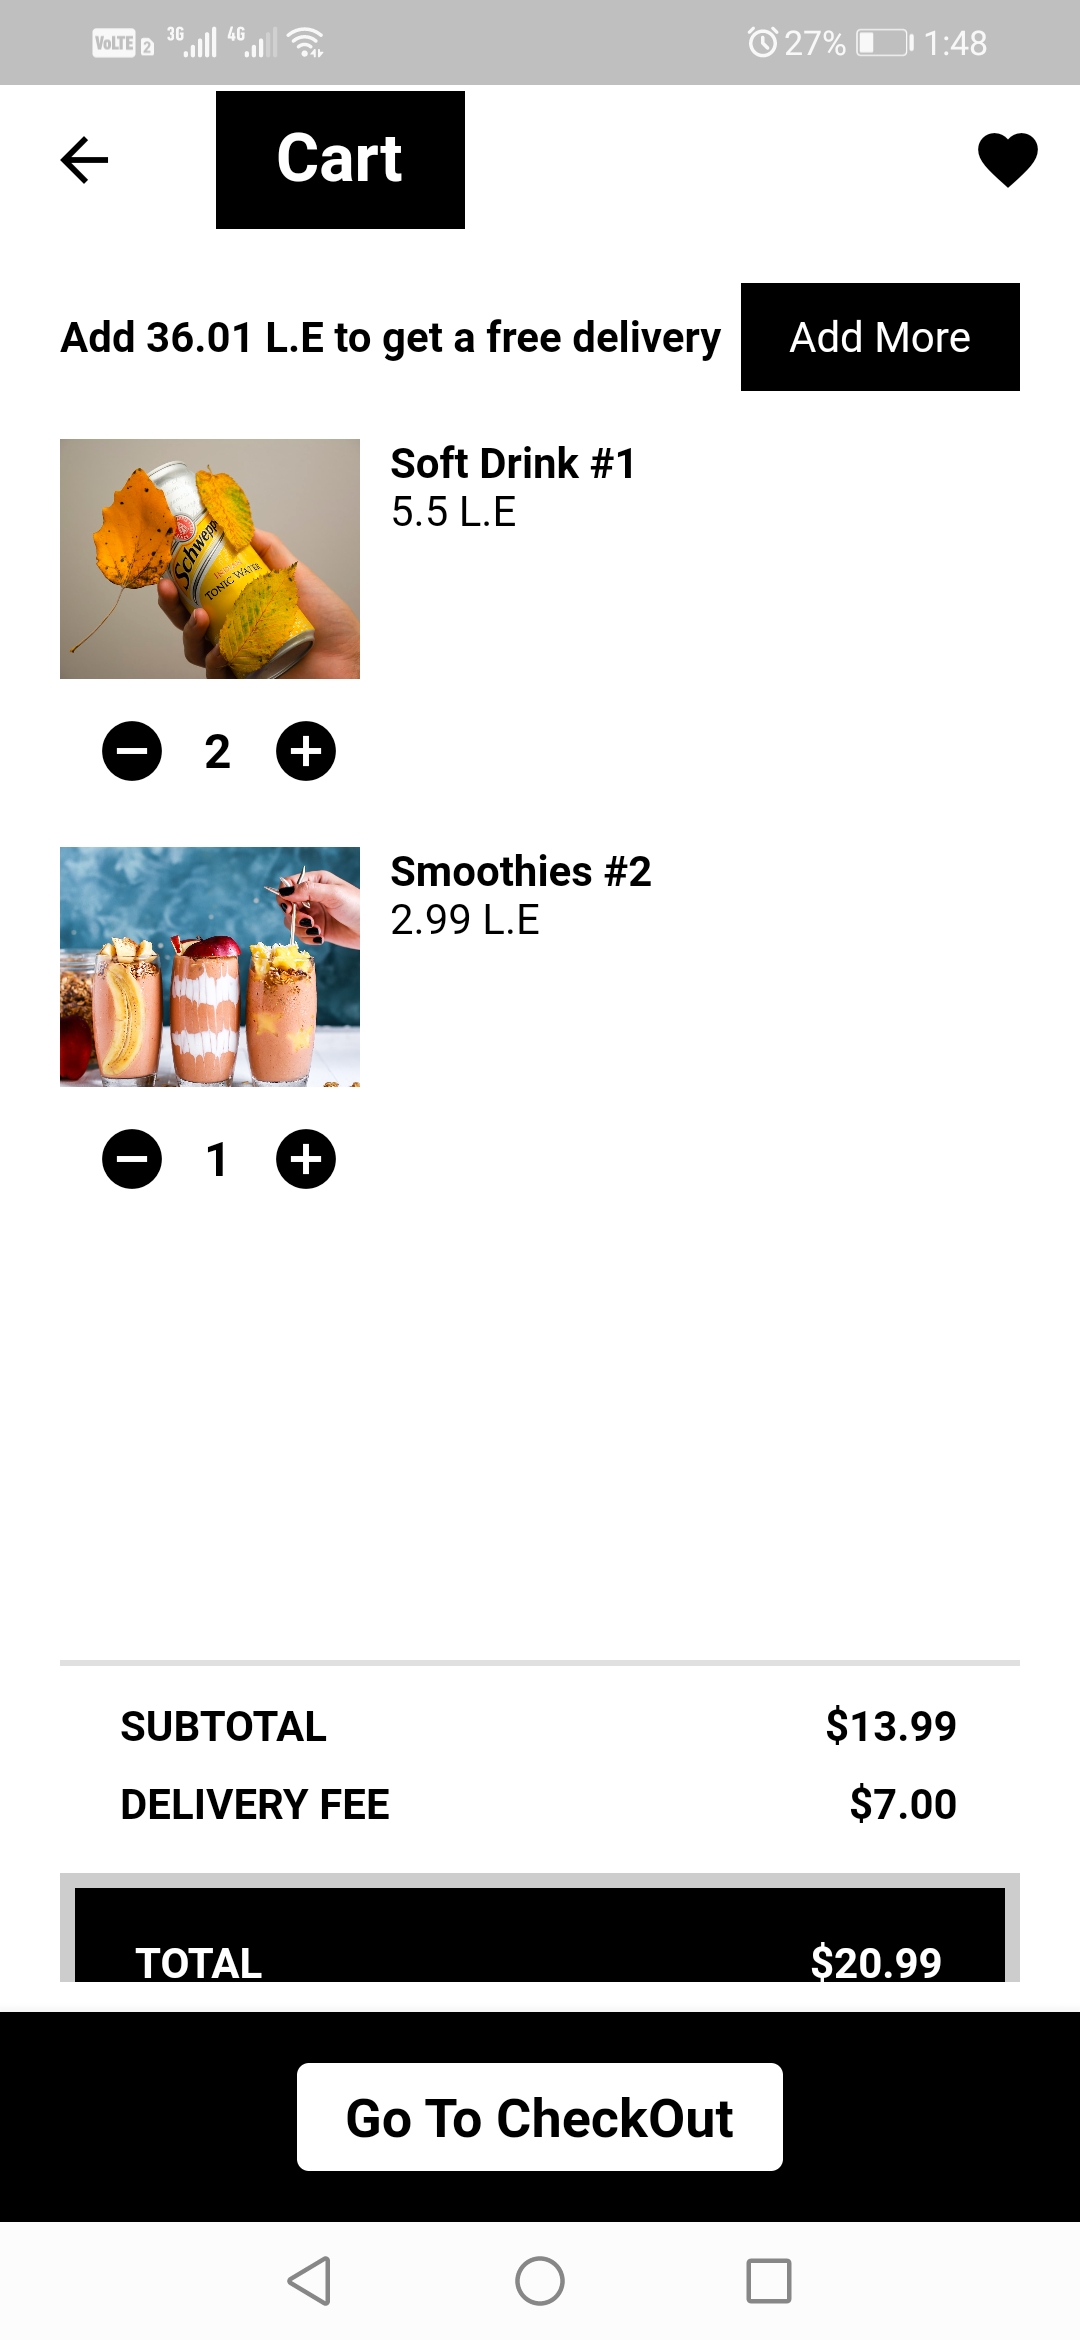 VoLTE 2 3G 4G 27% 1:48
Cart
Add 36.01 L.E to get a free delivery
Add More
Soft Drink #1
5.5 L.E
Schwepp
TONIC WATER
2
Smoothies #2
2.99 L.E
1
SUBTOTAL $13.99
DELIVERY FEE $7.00
TOTAL $20.99
Go To CheckOut